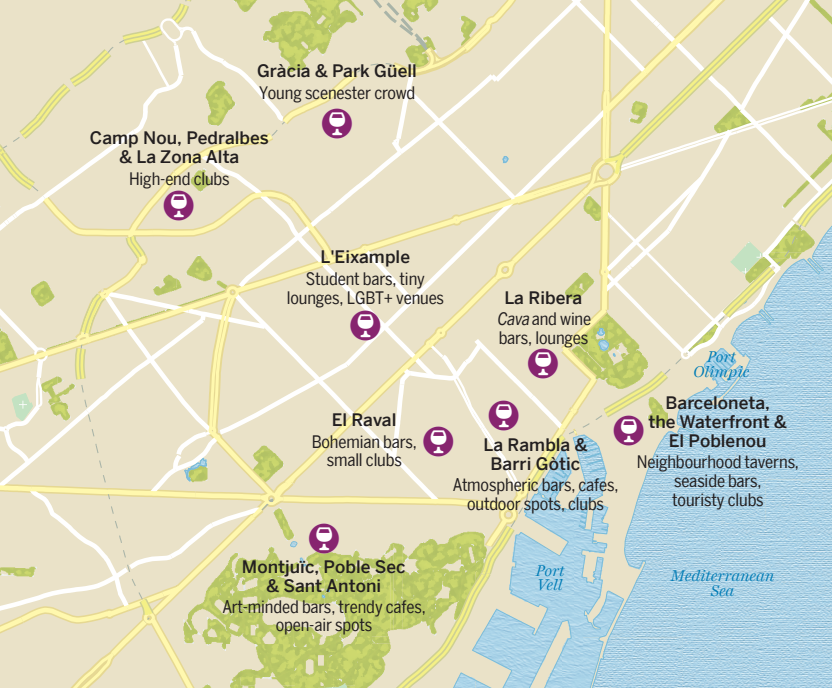 Gràcia & Park Güell
Young scenester crowd
Camp Nou, Pedralbes
& La Zona Alta
High-end clubs
L'Eixample
Student bars, tiny
lounges, LGBT+ venues
La Ribera
Cava and wine
bars, lounges
Port
Olímpic
Barceloneta,
the Waterfront &
El Poblenou
Neighbourhood taverns,
seaside bars,
touristy clubs
El Raval
Bohemian bars,
small clubs
La Rambla &
Barri Gòtic
Atmospheric bars, cafes,
outdoor spots, clubs
Montjuïc, Poble Sec
& Sant Antoni
Art-minded bars, trendy cafes,
open-air spots
Port
Vell
Mediterranean
Sea